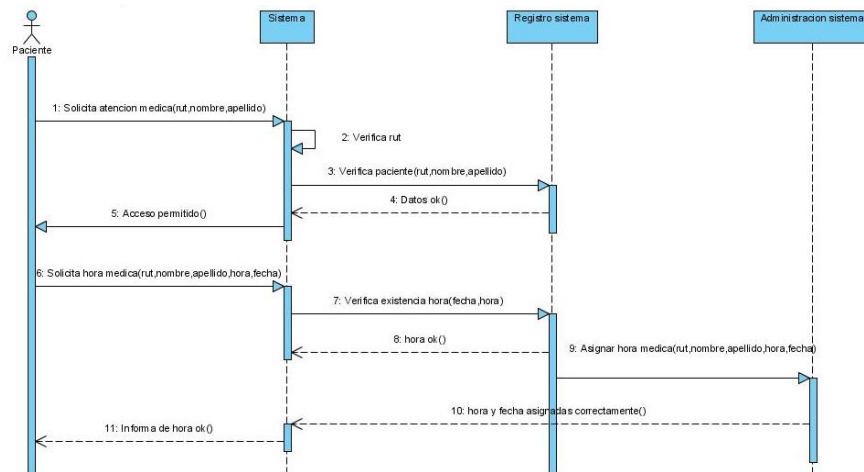 Sistema
Registro sistema
Administracion sistema
Paciente
1: Solicita atencion medica(rut,nombre,apellido)
2: Verifica rut
3: Verifica paciente(rut,nombre,apellido)
4: Datos ok()
5: Acceso permitido()
6: Solicita hora medica(rut,nombre,apellido,hora,fecha)
7: Verifica existencia hora(fecha,hora)
8: hora ok()
9: Asignar hora medica(rut,nombre,apellido,hora,fecha)
10: hora y fecha asignadas correctamente()
11: Informa de hora ok()